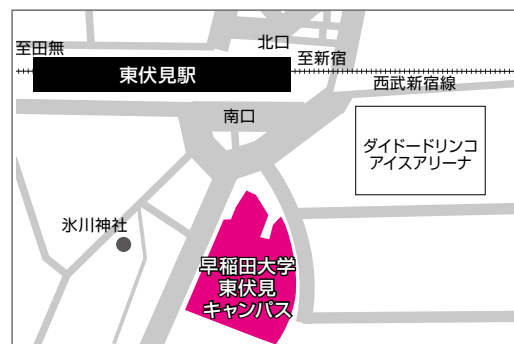 北口
至田無
至新宿
東伏見駅
西武新宿線
南口
ダイドードリンコ
アイスアリーナ
氷川神社
早稲田大学
東伏見
キャンパス